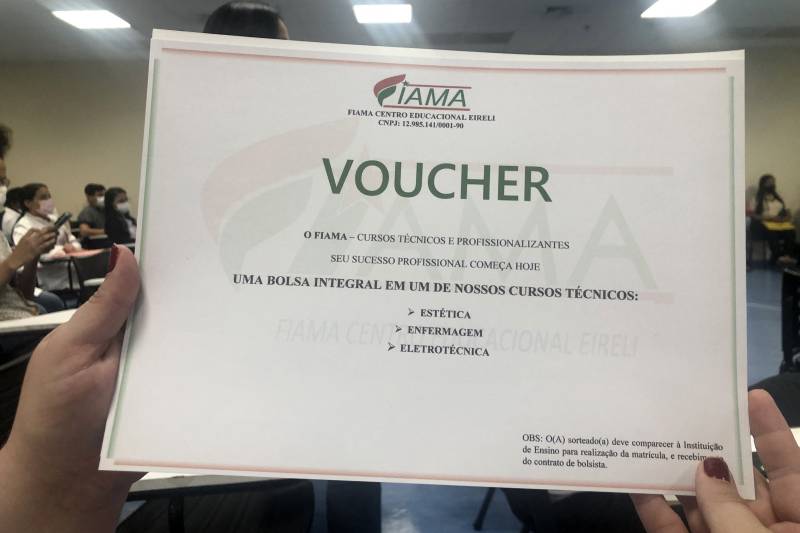 FIAMA
FIAMA CENTRO EDUCACIONAL EIRELI
CNPJ: 12.985.141/0001-90
VOUCHER
O FIAMA – CURSOS TÉCNICOS E PROFISSIONALIZANTES
SEU SUCESSO PROFISSIONAL COMEÇA HOJE
UMA BOLSA INTEGRAL EM UM DE NOSSOS CURSOS TÉCNICOS:
➢ ESTÉTICA
➢ ENFERMAGEM
➢ ELETROTÉCNICA
FIAMA
FIAMA CENTRO EDUCACIONAL EIRELI
OBS: O(A) sorteado(a) deve comparecer à Instituição
de Ensino para realização da matrícula, e recebimento
do contrato de bolsista.